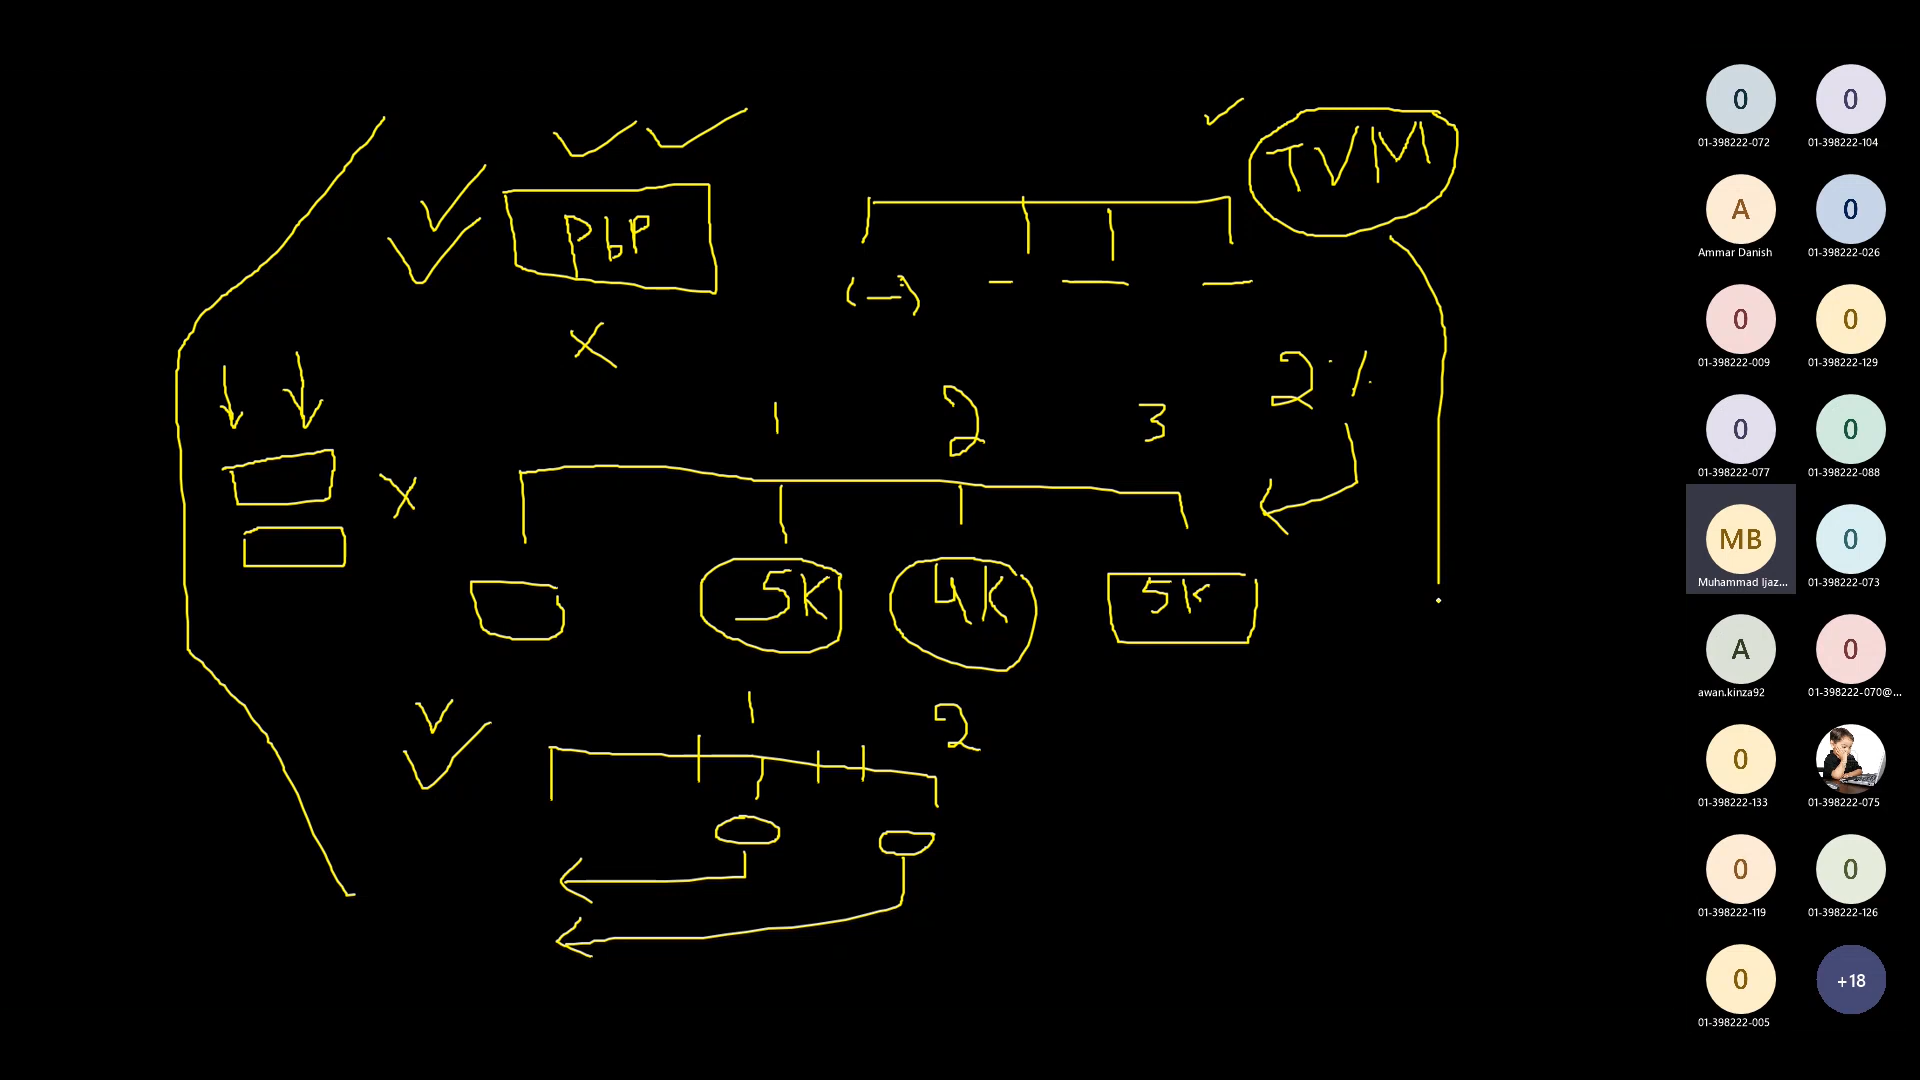 TVM
PbP
(—)
2 %
1 2 3
5K 4K 5K
1 2
0 0
01-398222-072 01-398222-104
A 0
Ammar Danish 01-398222-026
0 0
01-398222-009 01-398222-129
0 0
01-398222-077 01-398222-088
MB 0
Muhammad Ijaz... 01-398222-073
A 0
awan.kinza92 01-398222-070@...
0
01-398222-133 01-398222-075
0 0
01-398222-119 01-398222-126
0 +18
01-398222-005